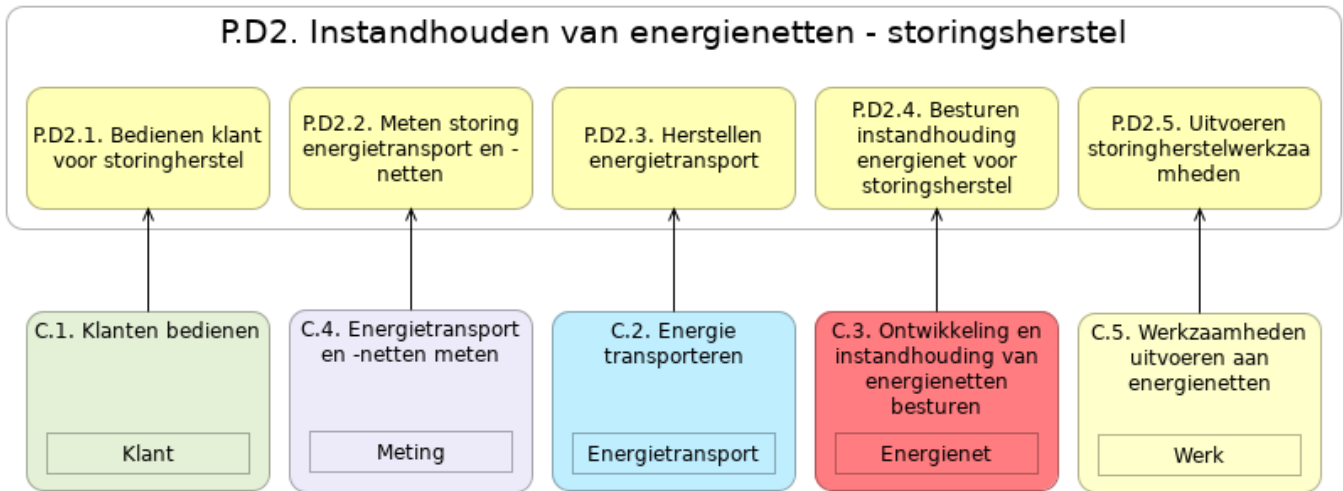 P.D2. Instandhouden van energienetten - storingsherstel
P.D2.1. Bedienen klant
voor storingherstel
P.D2.2. Meten storing
energietransport en -
netten
P.D2.3. Herstellen
energietransport
P.D2.4. Besturen
instandhouding
energienet voor
storingsherstel
P.D2.5. Uitvoeren
storingherstelwerkzaa
mheden
C.1. Klanten bedienen
Klant
C.4. Energietransport
en -netten meten
Meting
C.2. Energie
transporteren
Energietransport
C.3. Ontwikkeling en
instandhouding van
energienetten
besturen
Energienet
C.5. Werkzaamheden
uitvoeren aan
energienetten
Werk